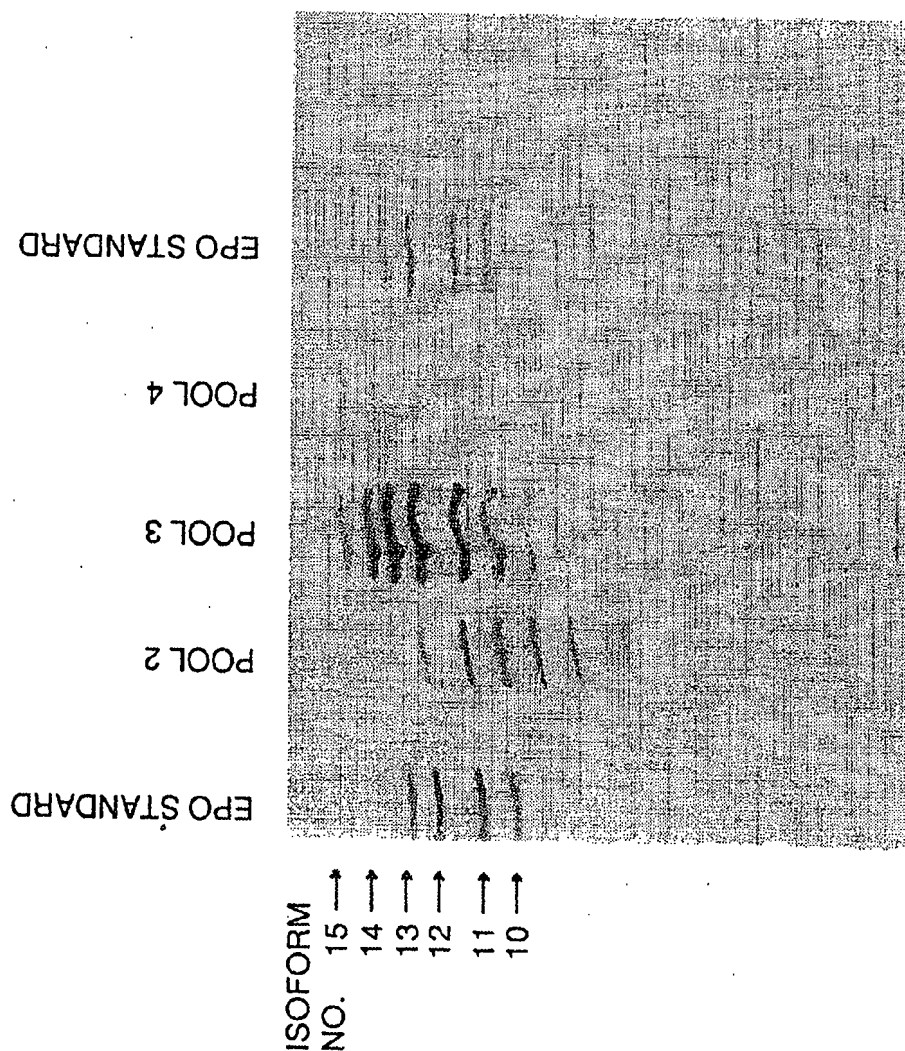 EPO STANDARD
POOL 2
POOL 3
POOL 4
EPO STANDARD
ISOFORM
NO.
15
14
13
12
11
10